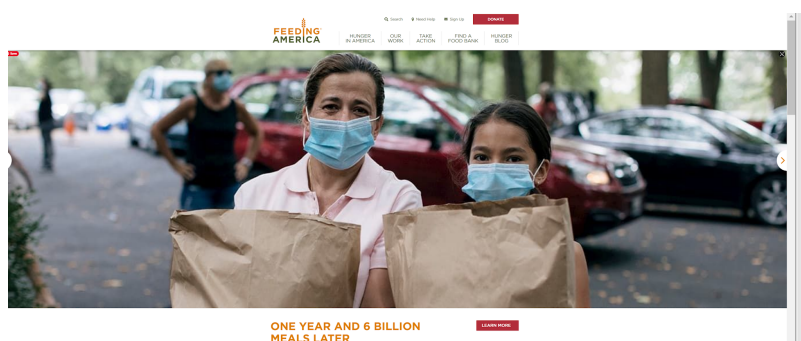 Search
Need Help
Sign Up
DONATE
FEEDING
AMERICA
HUNGER
IN AMERICA
OUR
WORK
TAKE
ACTION
FIND A
FOOD BANK
HUNGER
BLOG
Save
ONE YEAR AND 6 BILLION
MEALS LATER
LEARN MORE